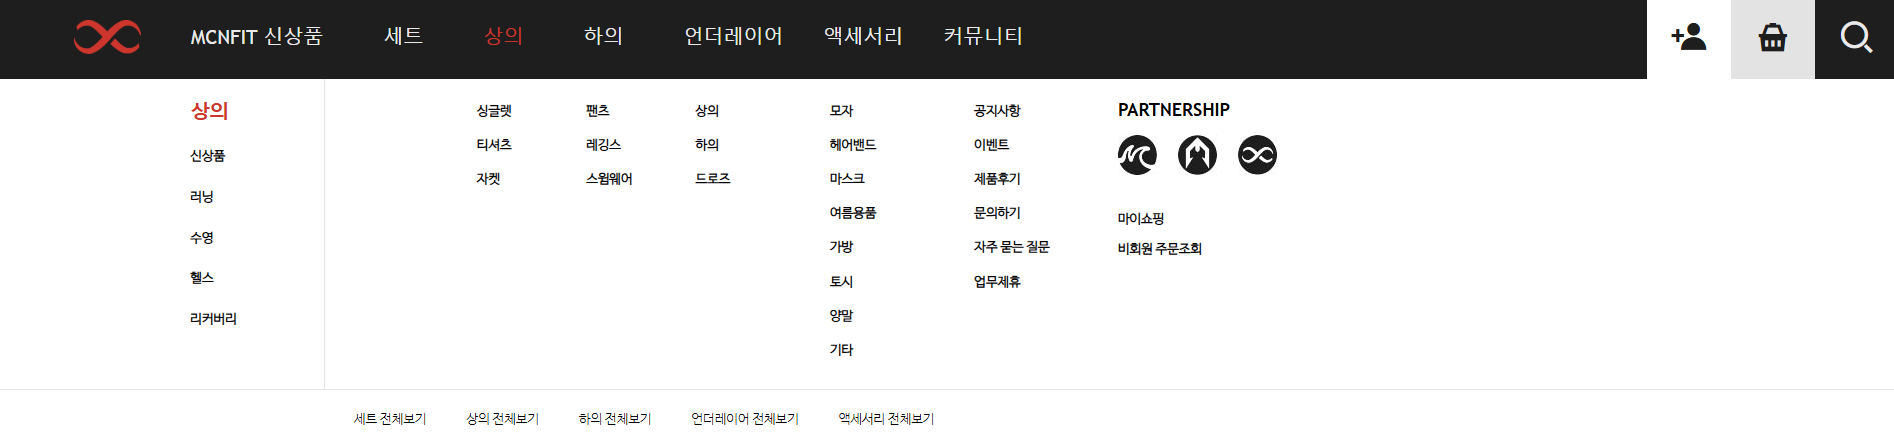 MCNFIT 신상품 세트 상의 하의 언더레이어 액세서리 커뮤니티
상의
신상품
러닝
수영
헬스
리커버리
싱글렛
티셔츠
자켓
팬츠
레깅스
스윔웨어
상의
하의
드로즈
모자
헤어밴드
마스크
여름용품
가방
토시
양말
기타
공지사항
이벤트
제품후기
문의하기
자주 묻는 질문
업무제휴
PARTNERSHIP
마이쇼핑
비회원 주문조회
세트 전체보기 상의 전체보기 하의 전체보기 언더레이어 전체보기 액세서리 전체보기